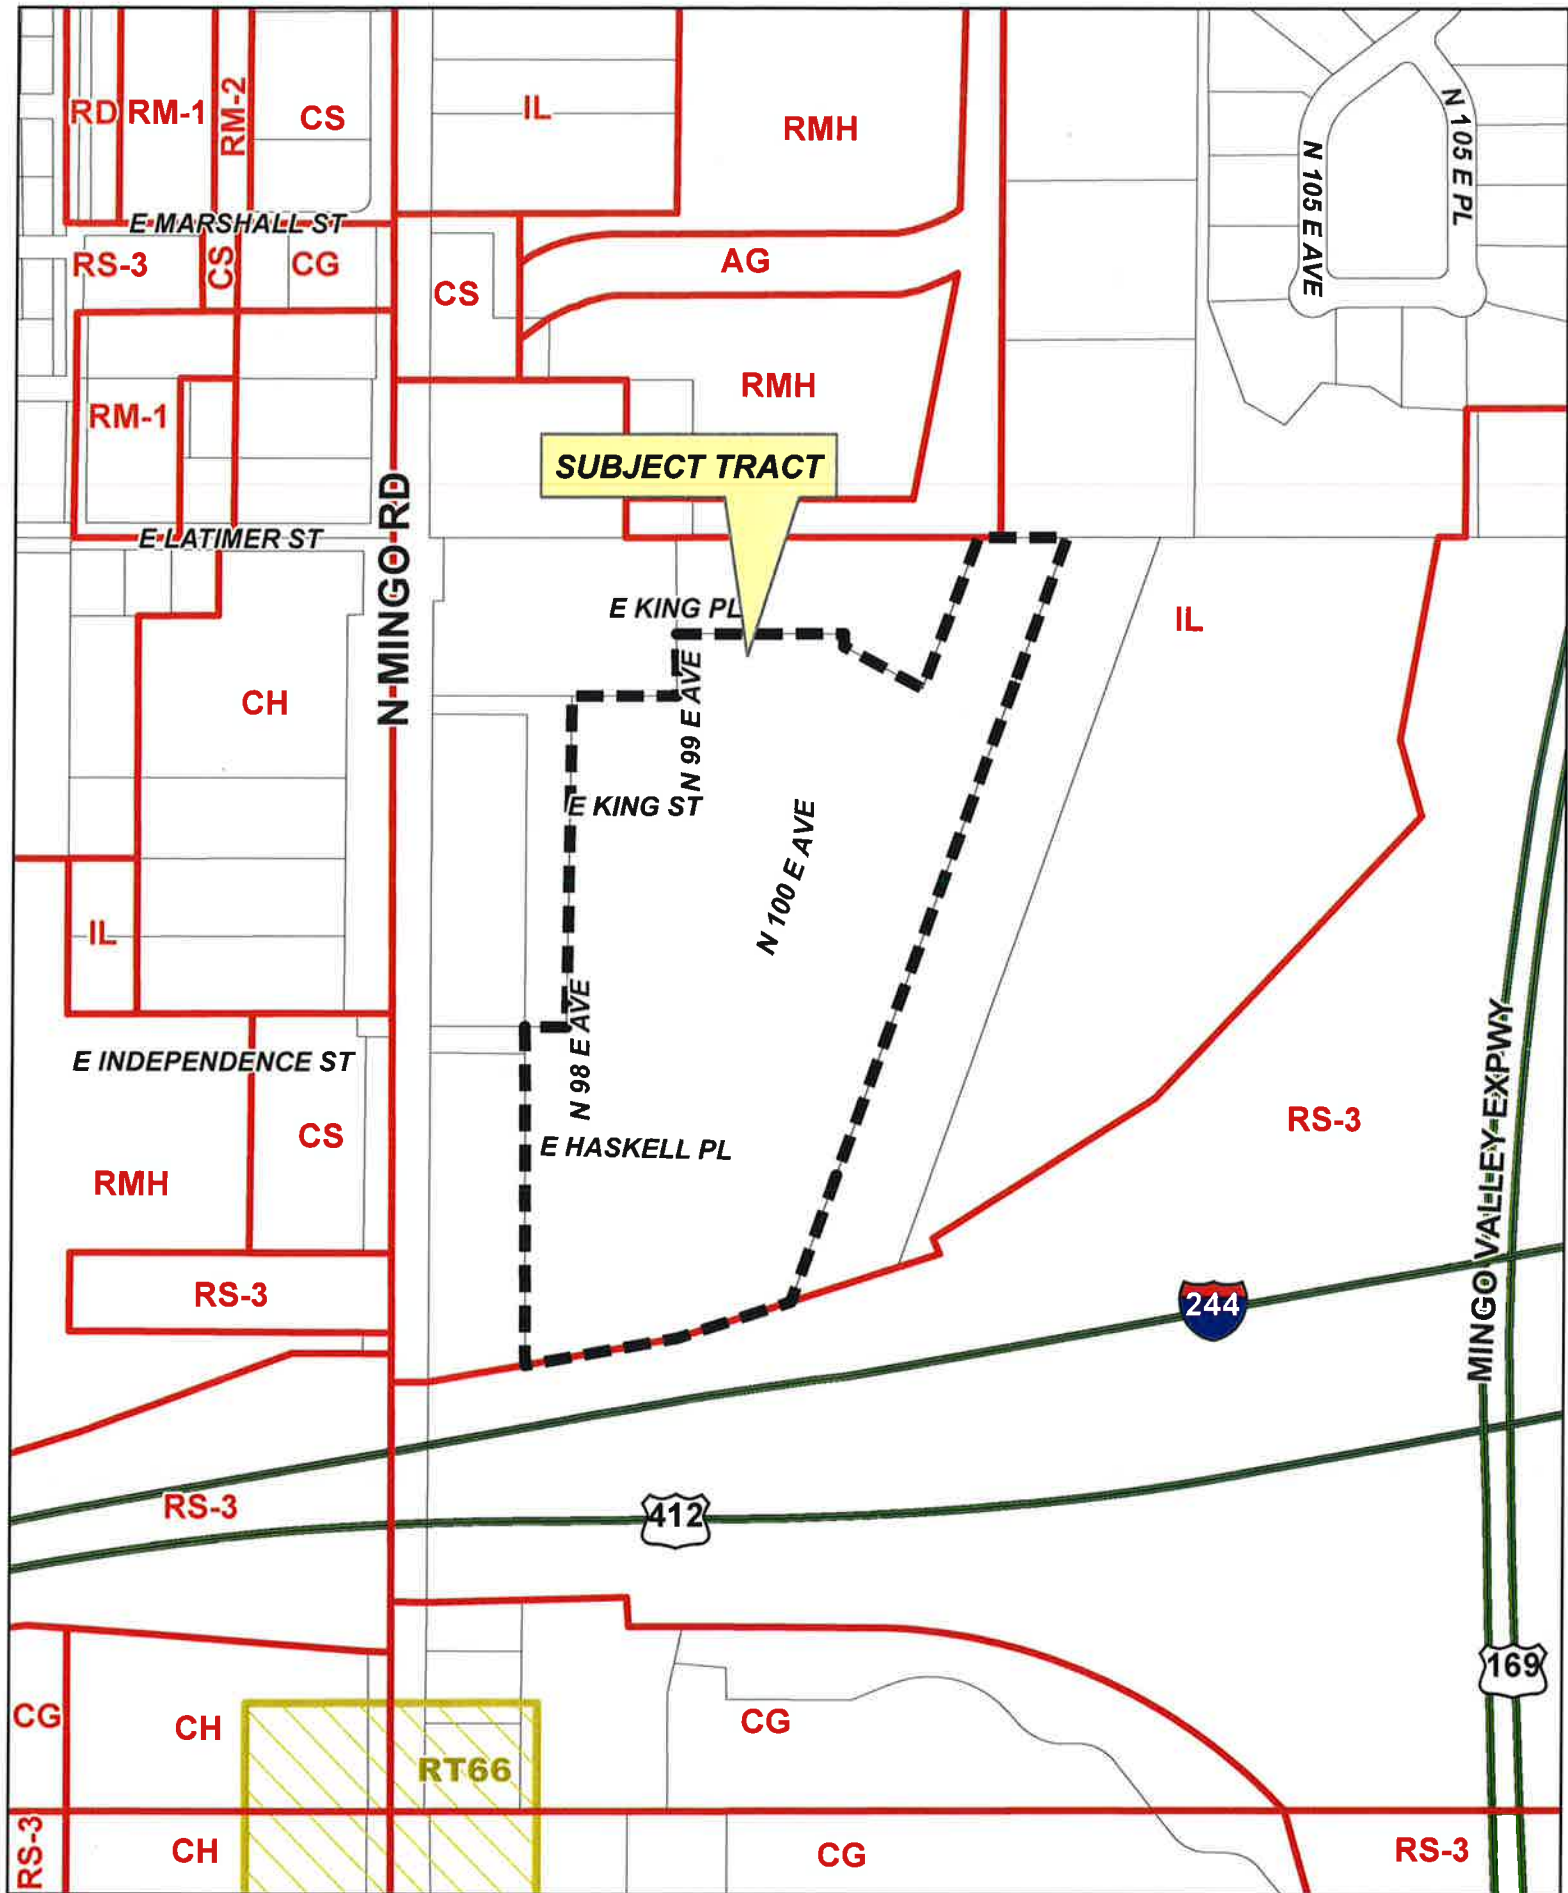 RD
RM-1
RM-2
CS
IL
RMH
N 105 E AVE
N 105 E PL
E MARSHALL ST
RS-3
CS
CG
CS
AG
RM-1
RMH
SUBJECT TRACT
N MINGO RD
E LATIMER ST
E KING PL
IL
CH
N 99 E AVE
E KING ST
N 100 E AVE
IL
N 98 E AVE
E INDEPENDENCE ST
CS
E HASKELL PL
RS-3
MINGO VALLEY EXPWY
RMH
RS-3
244
RS-3
412
169
CG
CH
RT66
CG
RS-3
CH
CG
RS-3